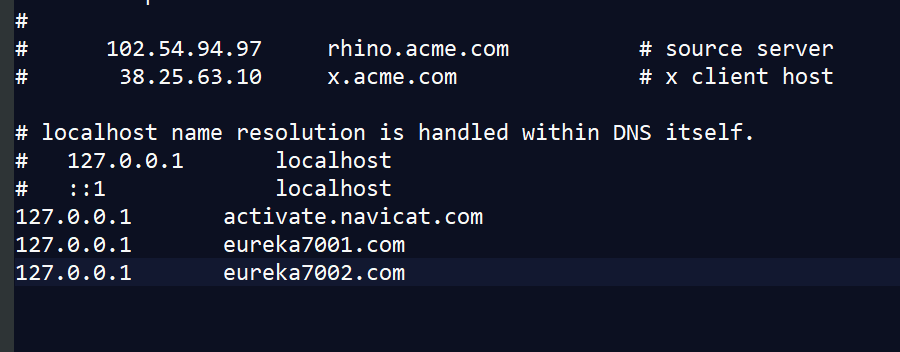 #
#      102.54.94.97     rhino.acme.com          # source server
#       38.25.63.10     x.acme.com              # x client host
# localhost name resolution is handled within DNS itself.
#   127.0.0.1       localhost
#   ::1             localhost
127.0.0.1       activate.navicat.com
127.0.0.1       eureka7001.com
127.0.0.1       eureka7002.com